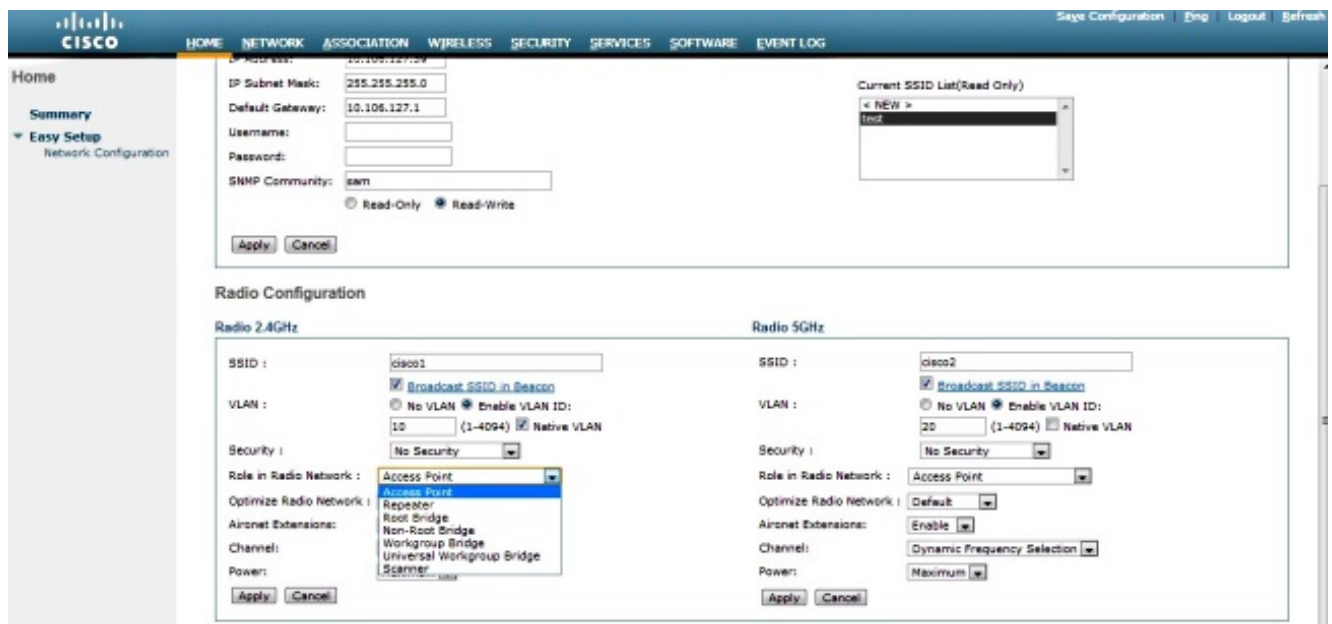 Save Configuration Ping Logout Refresh
CISCO
HOME NETWORK ASSOCIATION WIRELESS SECURITY SERVICES SOFTWARE EVENT LOG
Home
Summary
Easy Setup
Network Configuration
IP Address: 10.106.127.59
IP Subnet Mask: 255.255.255.0
Default Gateway: 10.106.127.1
Username:
Password:
SNMP Community: sam
Read-Only Read-Write
Apply Cancel
Current SSID List(Read Only)
< NEW >
test
Radio Configuration
Radio 2.4GHz
SSID : cisco1
Broadcast SSID in Beacon
VLAN : No VLAN Enable VLAN ID:
10 (1-4094) Native VLAN
Security : No Security
Role in Radio Network : Access Point
Access Point
Repeater
Root Bridge
Non-Root Bridge
Workgroup Bridge
Universal Workgroup Bridge
Scanner
Optimize Radio Network :
Aironet Extensions:
Channel:
Power:
Apply Cancel
Radio 5GHz
SSID : cisco2
Broadcast SSID in Beacon
VLAN : No VLAN Enable VLAN ID:
20 (1-4094) Native VLAN
Security : No Security
Role in Radio Network : Access Point
Optimize Radio Network : Default
Aironet Extensions: Enable
Channel: Dynamic Frequency Selection
Power: Maximum
Apply Cancel